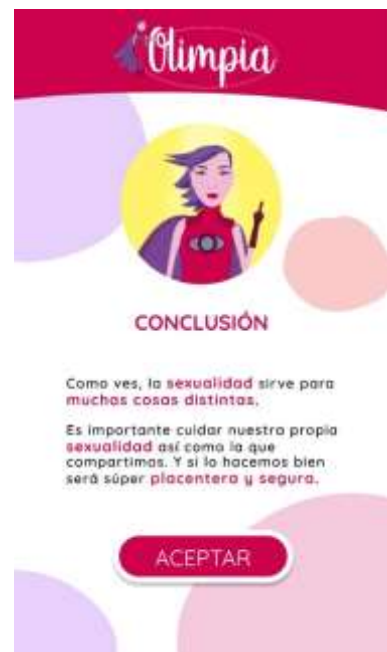 Olimpia
CONCLUSIÓN
Como ves, la sexualidad sirve para
muchas cosas distintas.
Es importante cuidar nuestra propia
sexualidad así como la que
compartimos. Y si lo hacemos bien
será súper placentera y segura.
ACEPTAR